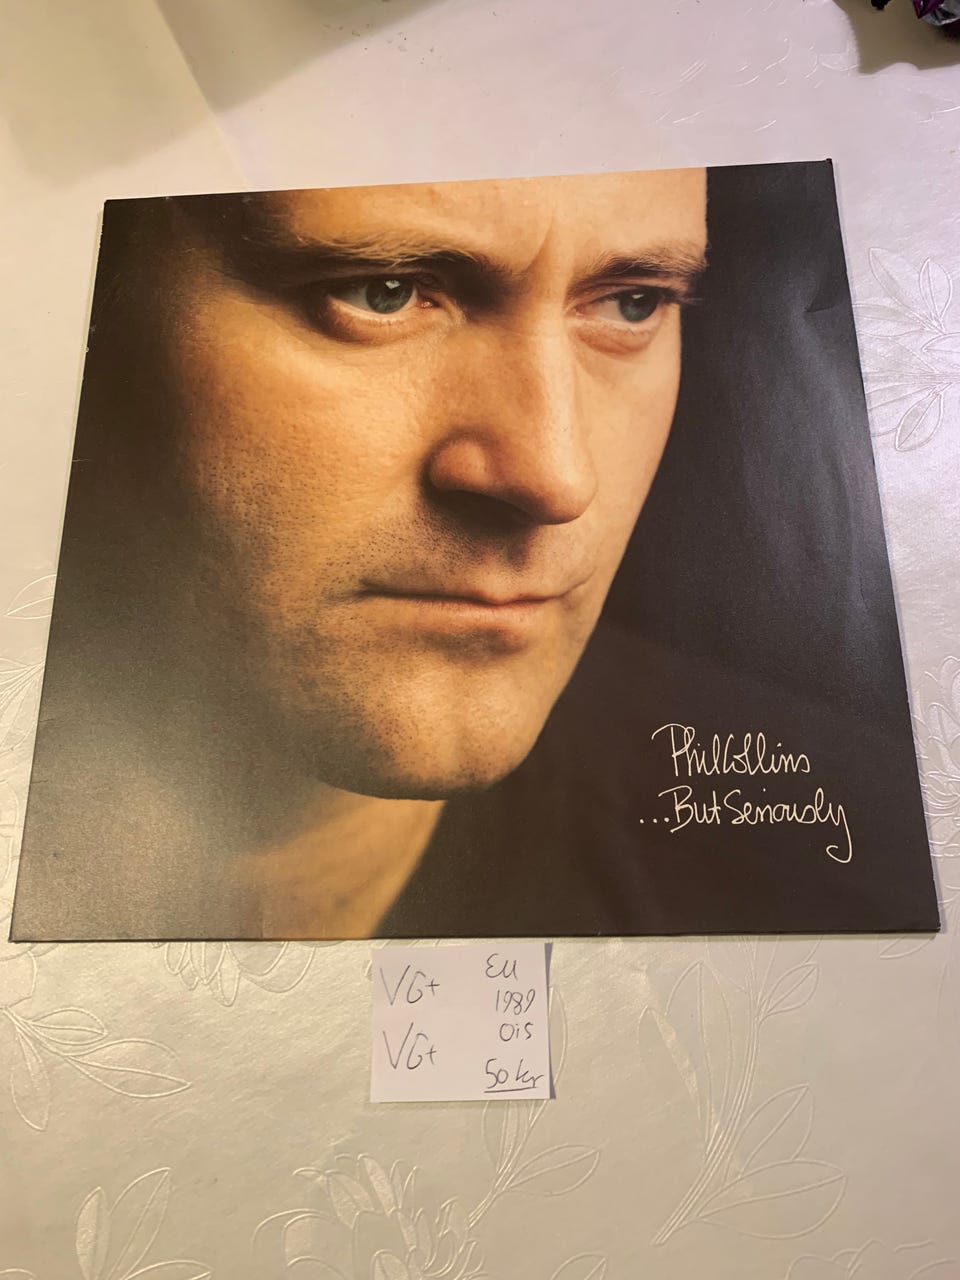 Phil Collins
...But Seriously
VG+
VG+
EU
1989
OiS
50 kr